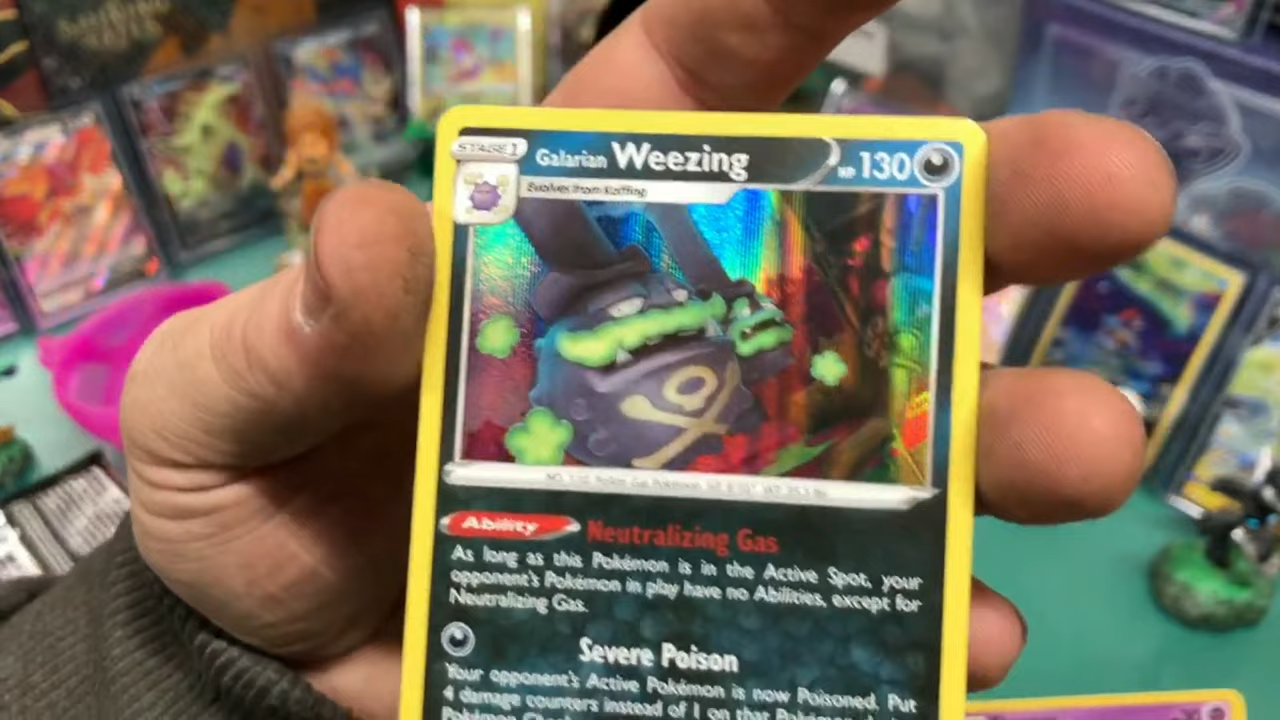 STAGE 1
Galarian Weezing
HP 130
Evolves from Koffing
Ability
Neutralizing Gas
As long as this Pokémon is in the Active Spot, your
opponent's Pokémon in play have no Abilities, except for
Neutralizing Gas.
Severe Poison
Your opponent's Active Pokémon is now Poisoned. Put
4 damage counters instead of 1 on that Pokémon